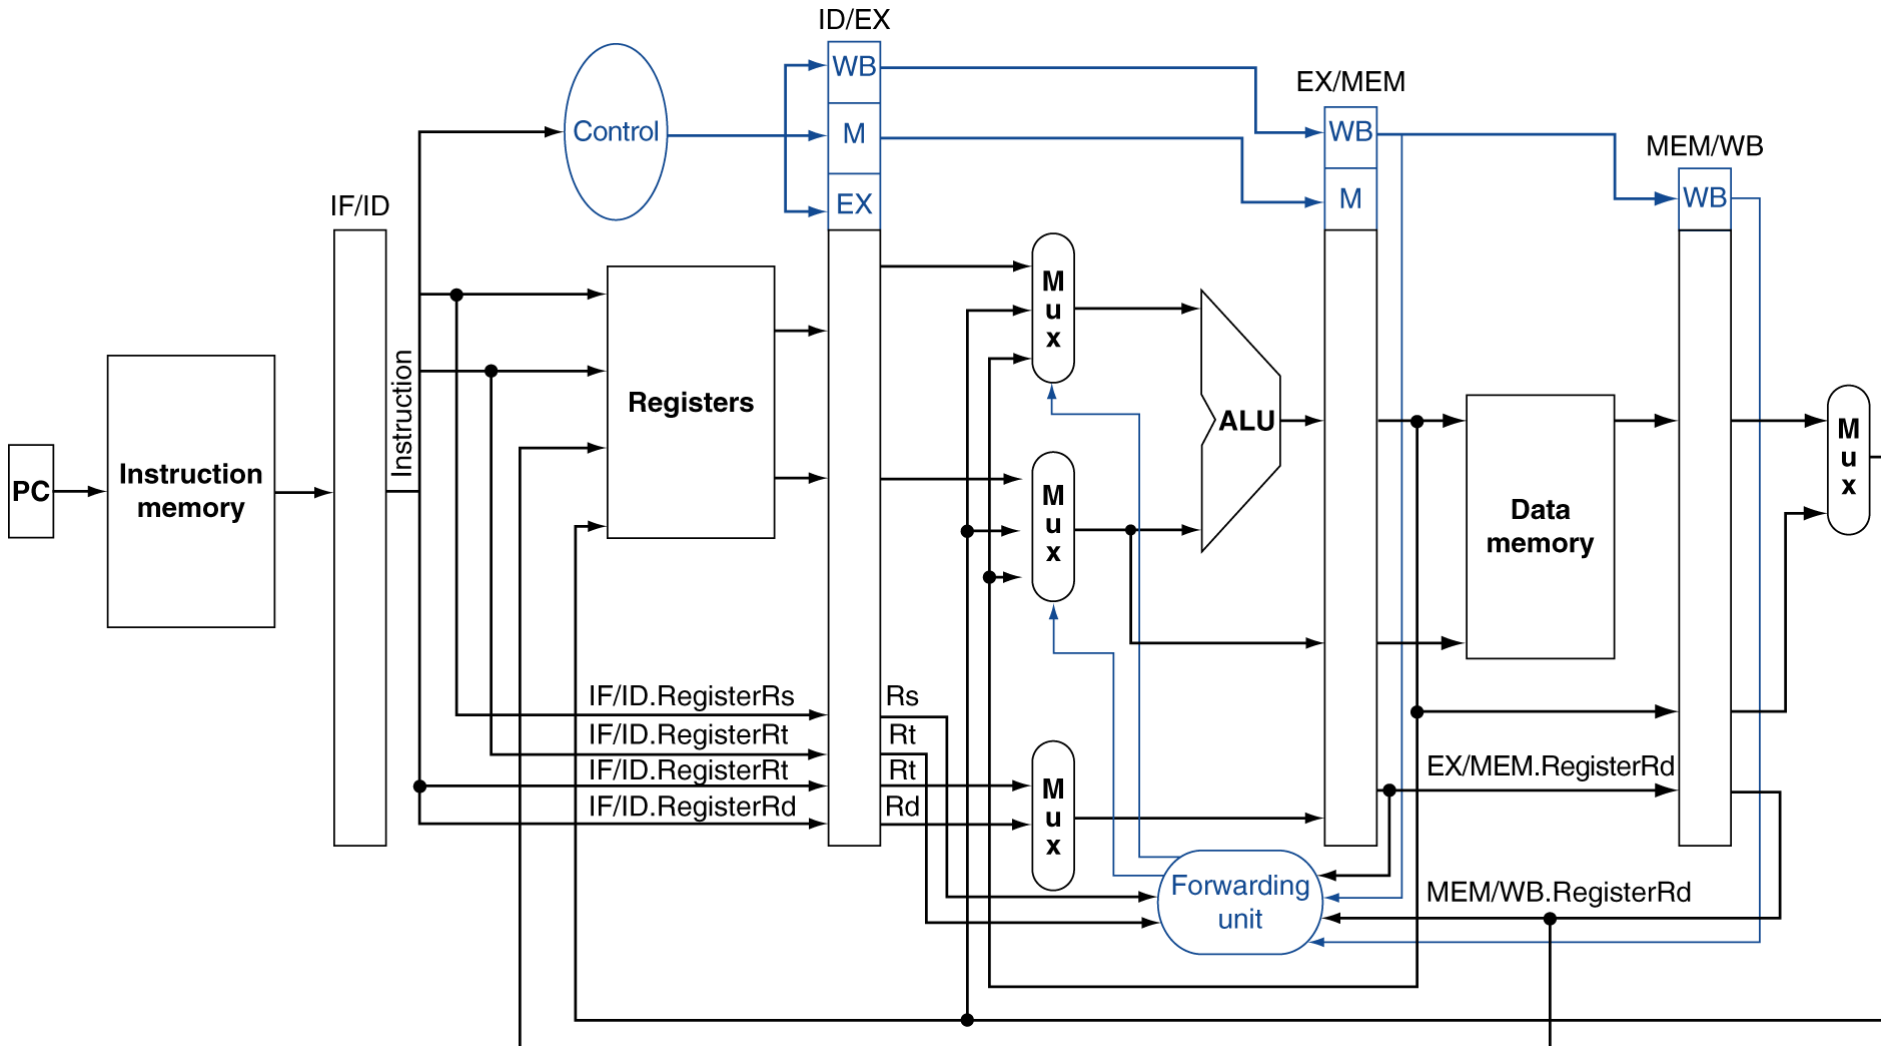 ID/EX
WB
M
EX
Control
EX/MEM
WB
M
MEM/WB
WB
IF/ID
Instruction
PC
Instruction
memory
Registers
M
u
x
M
u
x
M
u
x
ALU
Data
memory
M
u
x
IF/ID.RegisterRs
IF/ID.RegisterRt
IF/ID.RegisterRt
IF/ID.RegisterRd
Rs
Rt
Rt
Rd
EX/MEM.RegisterRd
Forwarding
unit
MEM/WB.RegisterRd